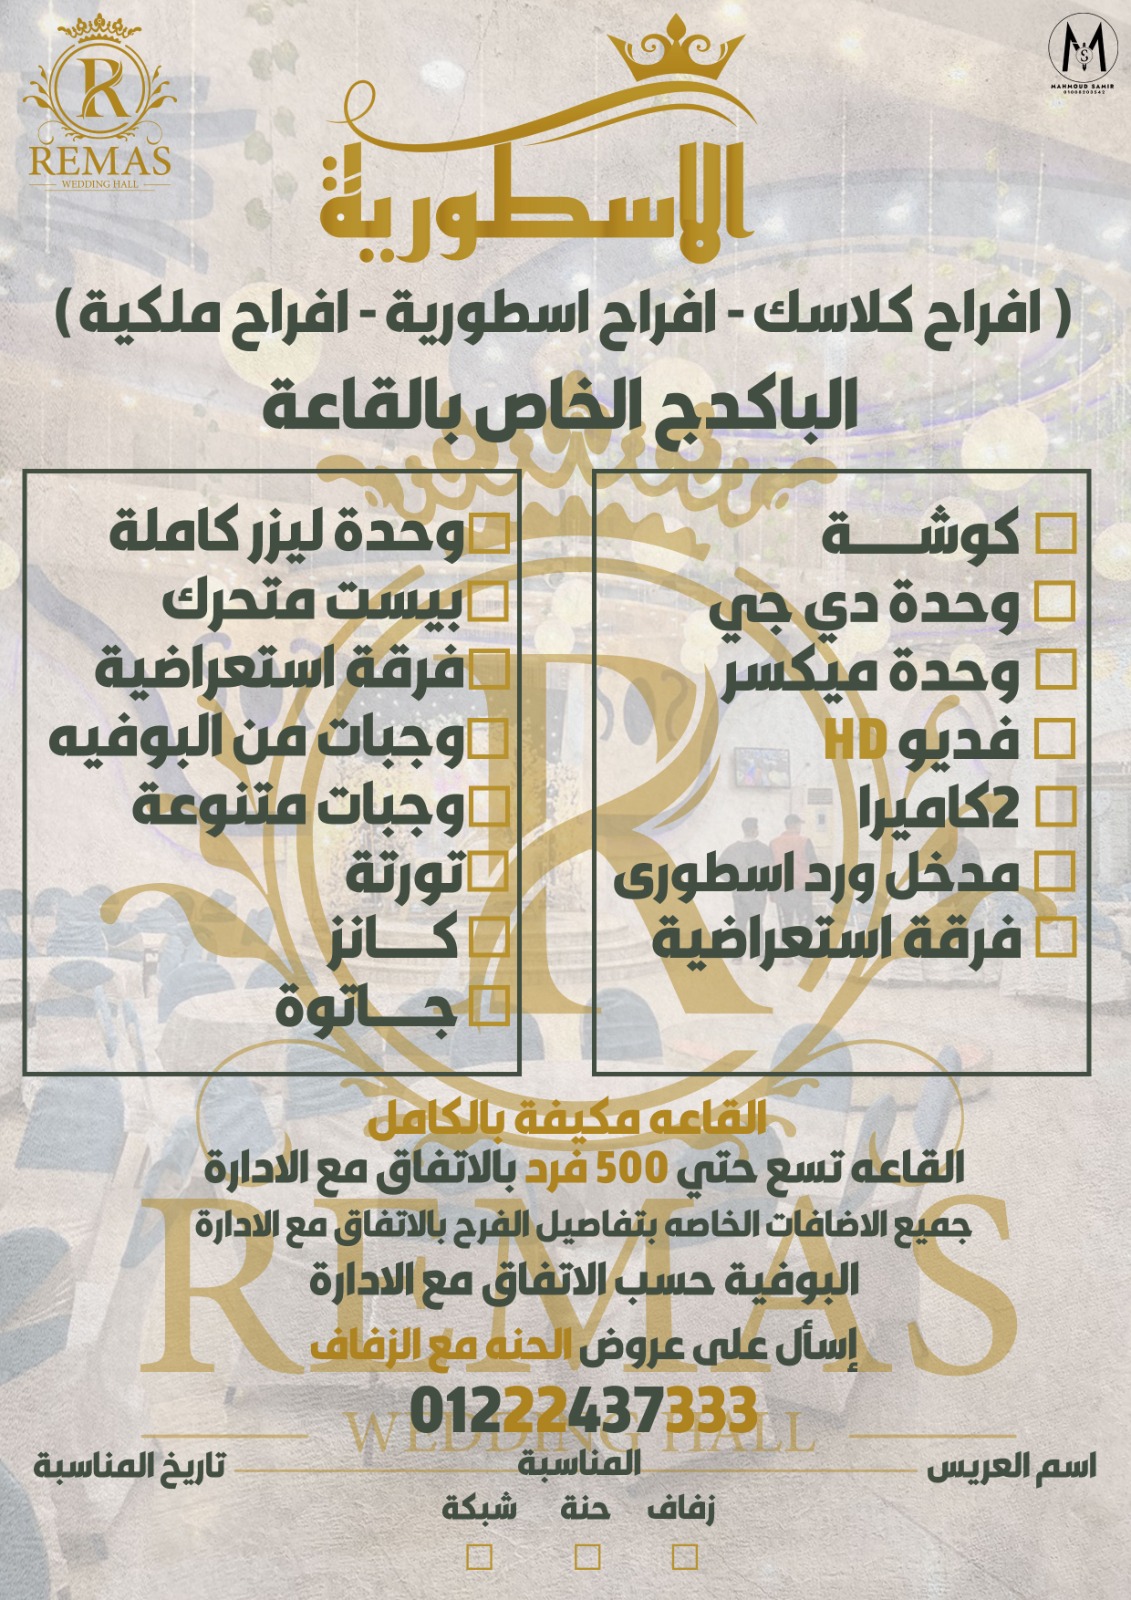 R
REMAS
WEDDING HALL
M
S
MAHMOUD SAMIR
الاسطورية
( افراح كلاسك - افراح اسطورية - افراح ملكية )
الباكدج الخاص بالقاعة
كوشـــة
وحدة دي جي
وحدة ميكسر
فديو HD
2كاميرا
مدخل ورد اسطورى
فرقة استعراضية
وحدة ليزر كاملة
بيست متحرك
فرقة استعراضية
وجبات من البوفيه
وجبات متنوعة
تورتة
كـــانز
جـــاتوة
القاعه مكيفة بالكامل
القاعه تسع حتي 500 فرد بالاتفاق مع الادارة
جميع الاضافات الخاصه بتفاصيل الفرح بالاتفاق مع الادارة
البوفية حسب الاتفاق مع الادارة
إسأل على عروض الحنه مع الزفاف
01222437333
اسم العريس المناسبة تاريخ المناسبة
زفاف حنة شبكة
R
REMAS
WEDDING HALL